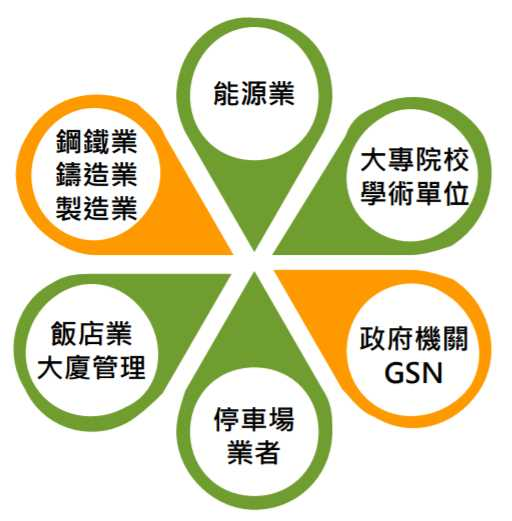 能源業
鋼鐵業
鑄造業
製造業
大專院校
學術單位
飯店業
大廈管理
政府機關
GSN
停車場
業者